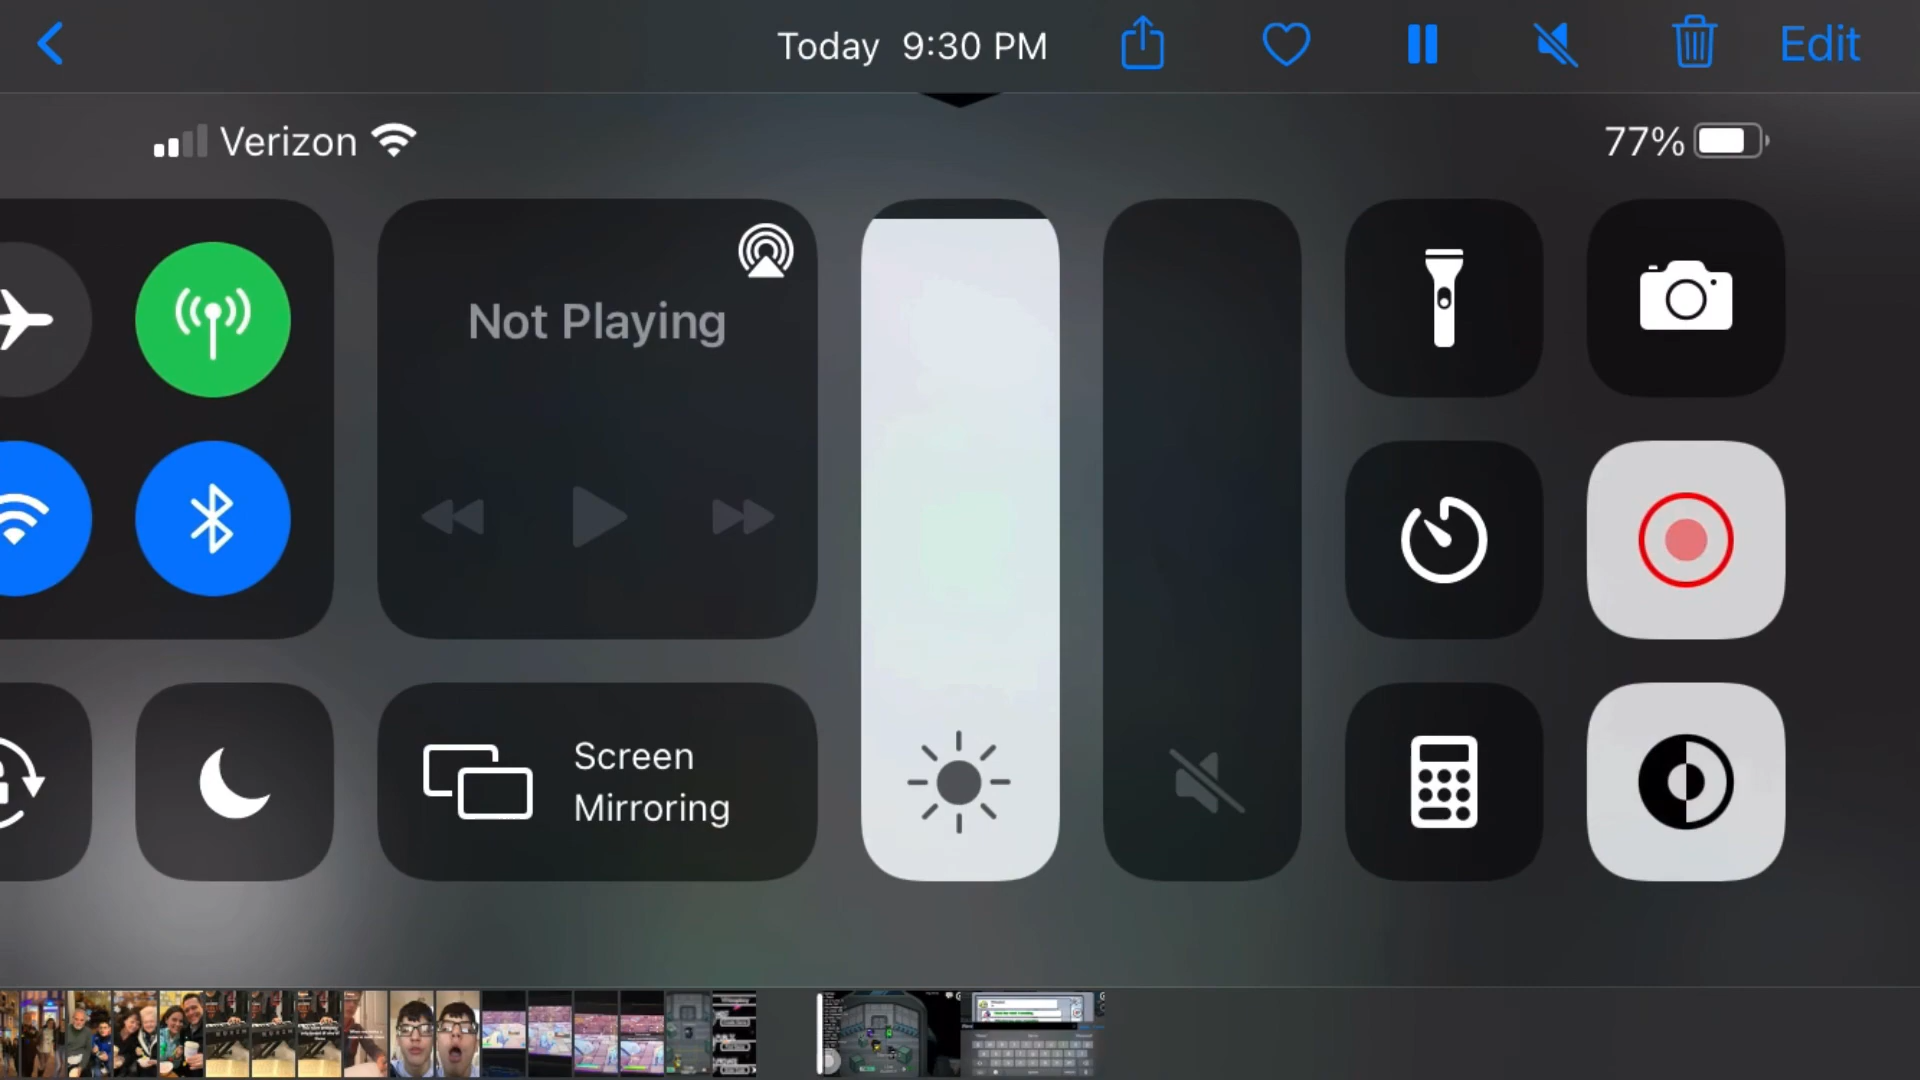 Today 9:30 PM
Edit
Verizon
77%
Not Playing
Screen
Mirroring